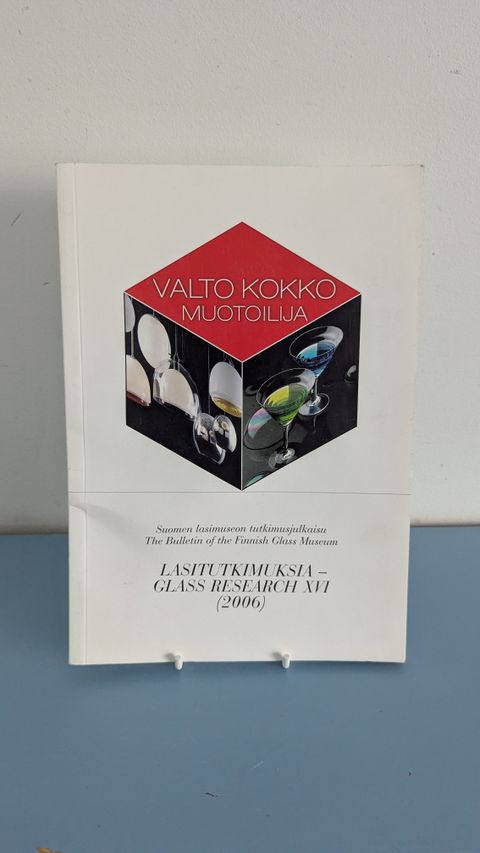 VALTO KOKKO
MUOTOILIJA
Suomen lasimuseon tutkimusjulkaisu
The Bulletin of the Finnish Glass Museum
LASITUTKIMUKSIA –
GLASS RESEARCH XVI
(2006)